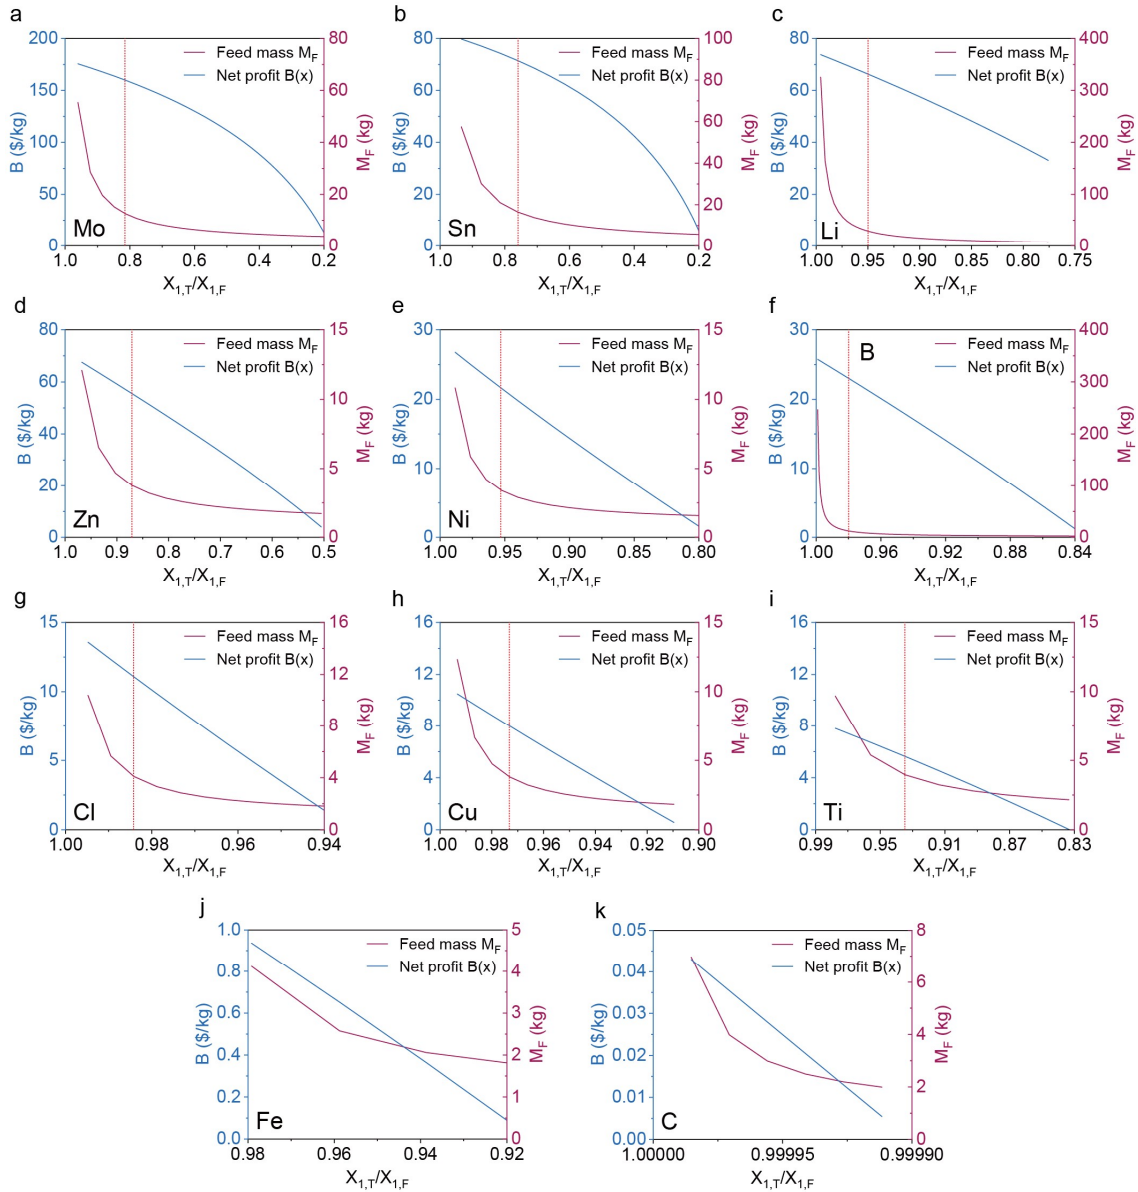 a
b
c
200
150
100
50
0
B ($/kg)
80
60
40
20
0
M_F (kg)
Feed mass M_F
Net profit B(x)
Mo
1.0 0.8 0.6 0.4 0.2
X_1,T/X_1,F
80
60
40
20
0
B ($/kg)
100
80
60
40
20
0
M_F (kg)
Feed mass M_F
Net profit B(x)
Sn
1.0 0.8 0.6 0.4 0.2
X_1,T/X_1,F
80
60
40
20
0
B ($/kg)
400
300
200
100
0
M_F (kg)
Feed mass M_F
Net profit B(x)
Li
1.00 0.95 0.90 0.85 0.80 0.75
X_1,T/X_1,F
d
e
f
80
60
40
20
0
B ($/kg)
15
10
5
0
M_F (kg)
Feed mass M_F
Net profit B(x)
Zn
1.0 0.9 0.8 0.7 0.6 0.5
X_1,T/X_1,F
30
20
10
0
B ($/kg)
15
10
5
0
M_F (kg)
Feed mass M_F
Net profit B(x)
Ni
1.00 0.95 0.90 0.85 0.80
X_1,T/X_1,F
30
20
10
0
B ($/kg)
400
300
200
100
0
M_F (kg)
Feed mass M_F
Net profit B(x)
B
1.00 0.96 0.92 0.88 0.84
X_1,T/X_1,F
g
h
i
15
10
5
0
B ($/kg)
16
12
8
4
0
M_F (kg)
Feed mass M_F
Net profit B(x)
Cl
1.00 0.98 0.96 0.94
X_1,T/X_1,F
16
12
8
4
0
B ($/kg)
15
10
5
0
M_F (kg)
Feed mass M_F
Net profit B(x)
Cu
1.00 0.98 0.96 0.94 0.92 0.90
X_1,T/X_1,F
16
12
8
4
0
B ($/kg)
15
10
5
0
M_F (kg)
Feed mass M_F
Net profit B(x)
Ti
0.99 0.95 0.91 0.87 0.83
X_1,T/X_1,F
j
k
1.0
0.8
0.6
0.4
0.2
0.0
B ($/kg)
5
4
3
2
1
0
M_F (kg)
Feed mass M_F
Net profit B(x)
Fe
0.98 0.96 0.94 0.92
X_1,T/X_1,F
0.05
0.04
0.03
0.02
0.01
0.00
B ($/kg)
8
6
4
2
0
M_F (kg)
Feed mass M_F
Net profit B(x)
C
1.00000 0.99995 0.99990
X_1,T/X_1,F